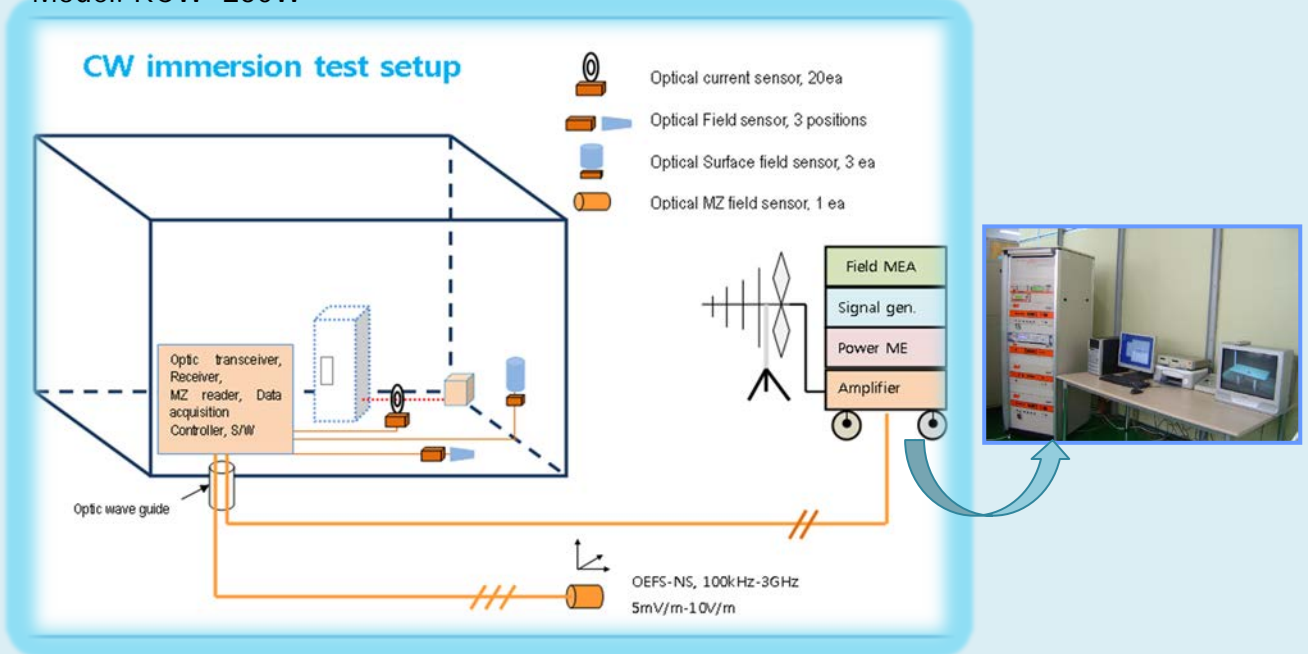 CW immersion test setup
Optical current sensor, 20ea
Optical Field sensor, 3 positions
Optical Surface field sensor, 3 ea
Optical MZ field sensor, 1 ea
Field MEA
Signal gen.
Power ME
Amplifier
Optic transceiver,
Receiver,
MZ reader, Data
acquisition
Controller, S/W
Optic wave guide
OEFS-NS, 100kHz-3GHz
5mV/m-10V/m